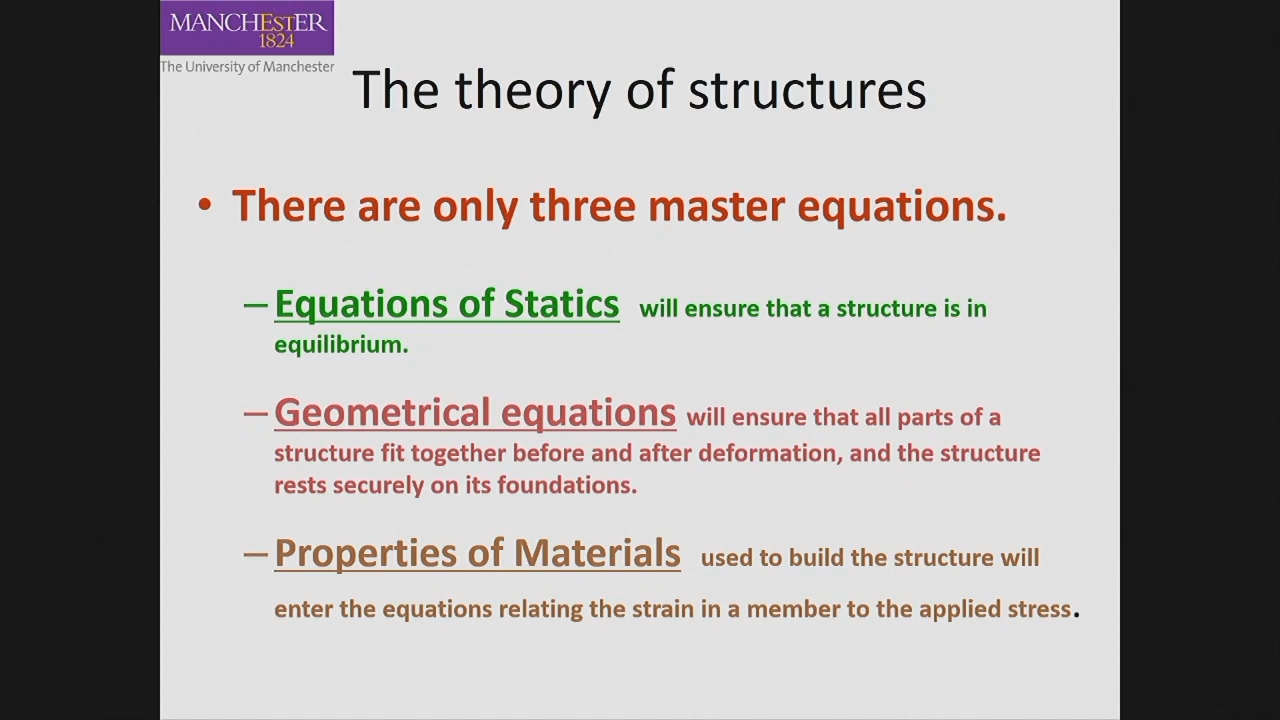 MANCHESTER
1824
The University of Manchester
The theory of structures
• There are only three master equations.
– Equations of Statics will ensure that a structure is in
equilibrium.
– Geometrical equations will ensure that all parts of a
structure fit together before and after deformation, and the structure
rests securely on its foundations.
– Properties of Materials used to build the structure will
enter the equations relating the strain in a member to the applied stress.